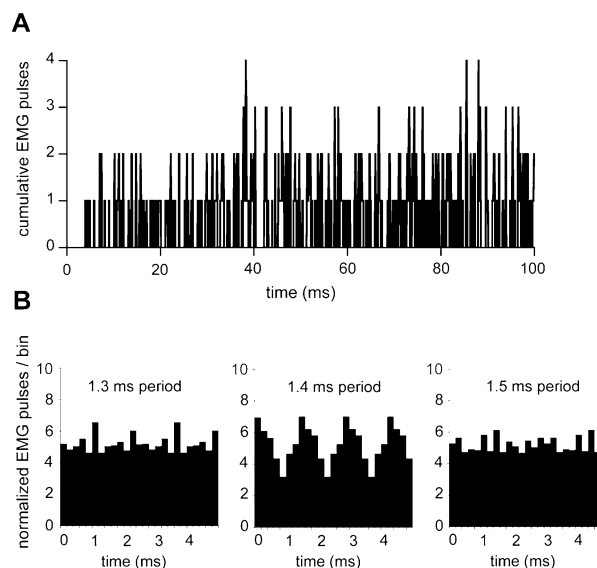 A
cumulative EMG pulses
4
3
2
1
0
0 20 40 60 80 100
time (ms)
B
normalized EMG pulses / bin
10
8
6
4
2
0
1.3 ms period
0 1 2 3 4
time (ms)
10
8
6
4
2
0
1.4 ms period
0 1 2 3 4
time (ms)
10
8
6
4
2
0
1.5 ms period
0 1 2 3 4
time (ms)